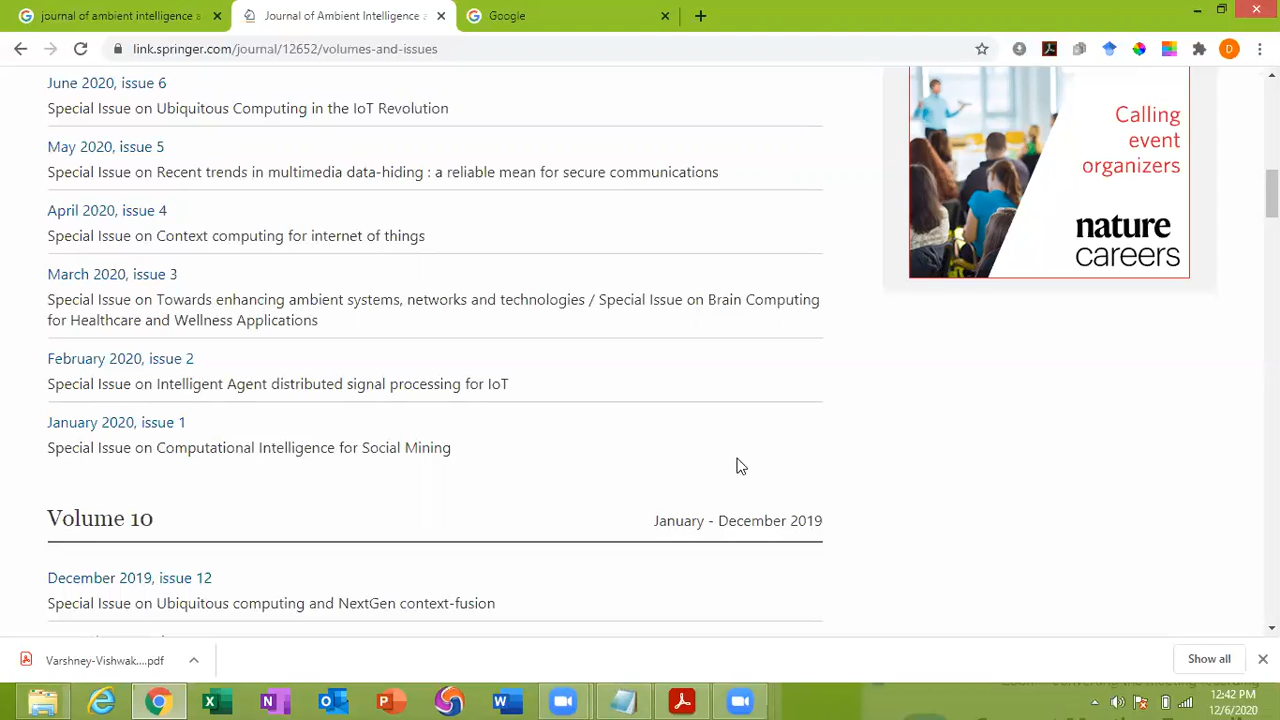 journal of ambient intelligence a
Journal of Ambient Intelligence a
Google
link.springer.com/journal/12652/volumes-and-issues
D
June 2020, issue 6
Special Issue on Ubiquitous Computing in the IoT Revolution
May 2020, issue 5
Special Issue on Recent trends in multimedia data-hiding : a reliable mean for secure communications
April 2020, issue 4
Special Issue on Context computing for internet of things
March 2020, issue 3
Special Issue on Towards enhancing ambient systems, networks and technologies / Special Issue on Brain Computing
for Healthcare and Wellness Applications
February 2020, issue 2
Special Issue on Intelligent Agent distributed signal processing for IoT
January 2020, issue 1
Special Issue on Computational Intelligence for Social Mining
Volume 10
January - December 2019
December 2019, issue 12
Special Issue on Ubiquitous computing and NextGen context-fusion
Calling
event
organizers
nature
careers
Varshney-Vishwak....pdf
Show all
12:42 PM
12/6/2020